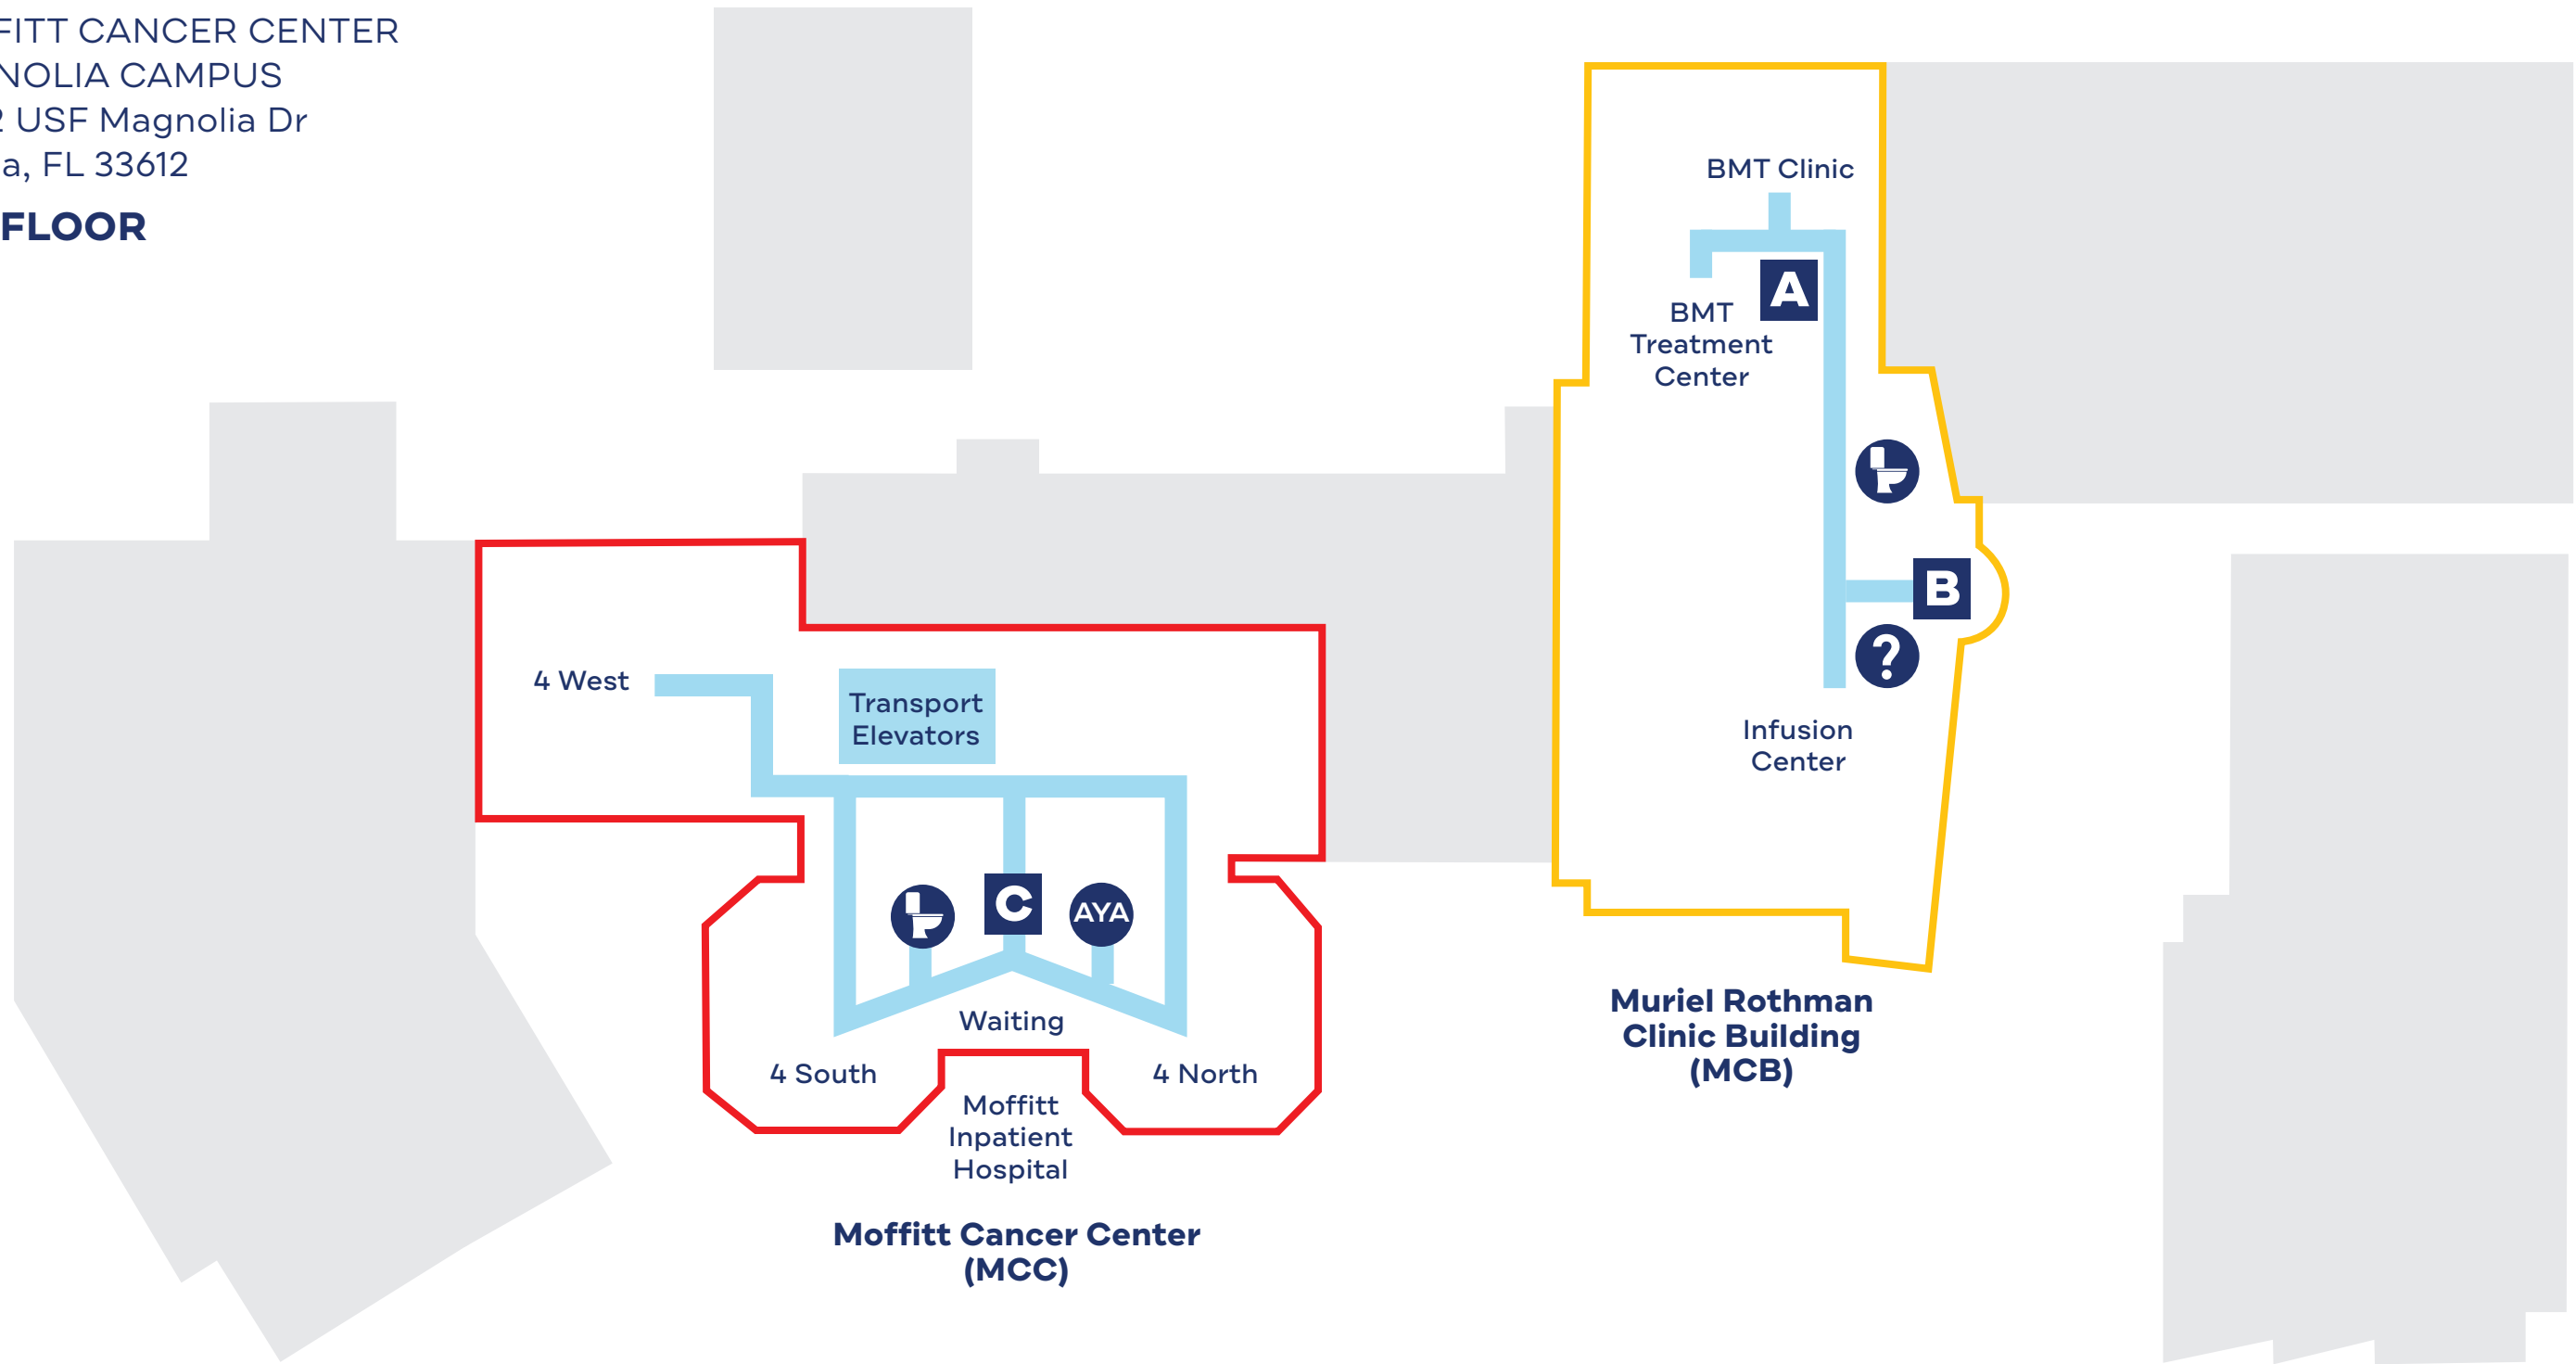 FITT CANCER CENTER
NOLIA CAMPUS
2 USF Magnolia Dr
a, FL 33612
FLOOR
BMT Clinic
A
BMT
Treatment
Center
B
?
Infusion
Center
Muriel Rothman
Clinic Building
(MCB)
4 West
Transport
Elevators
C
AYA
Waiting
4 South
4 North
Moffitt
Inpatient
Hospital
Moffitt Cancer Center
(MCC)